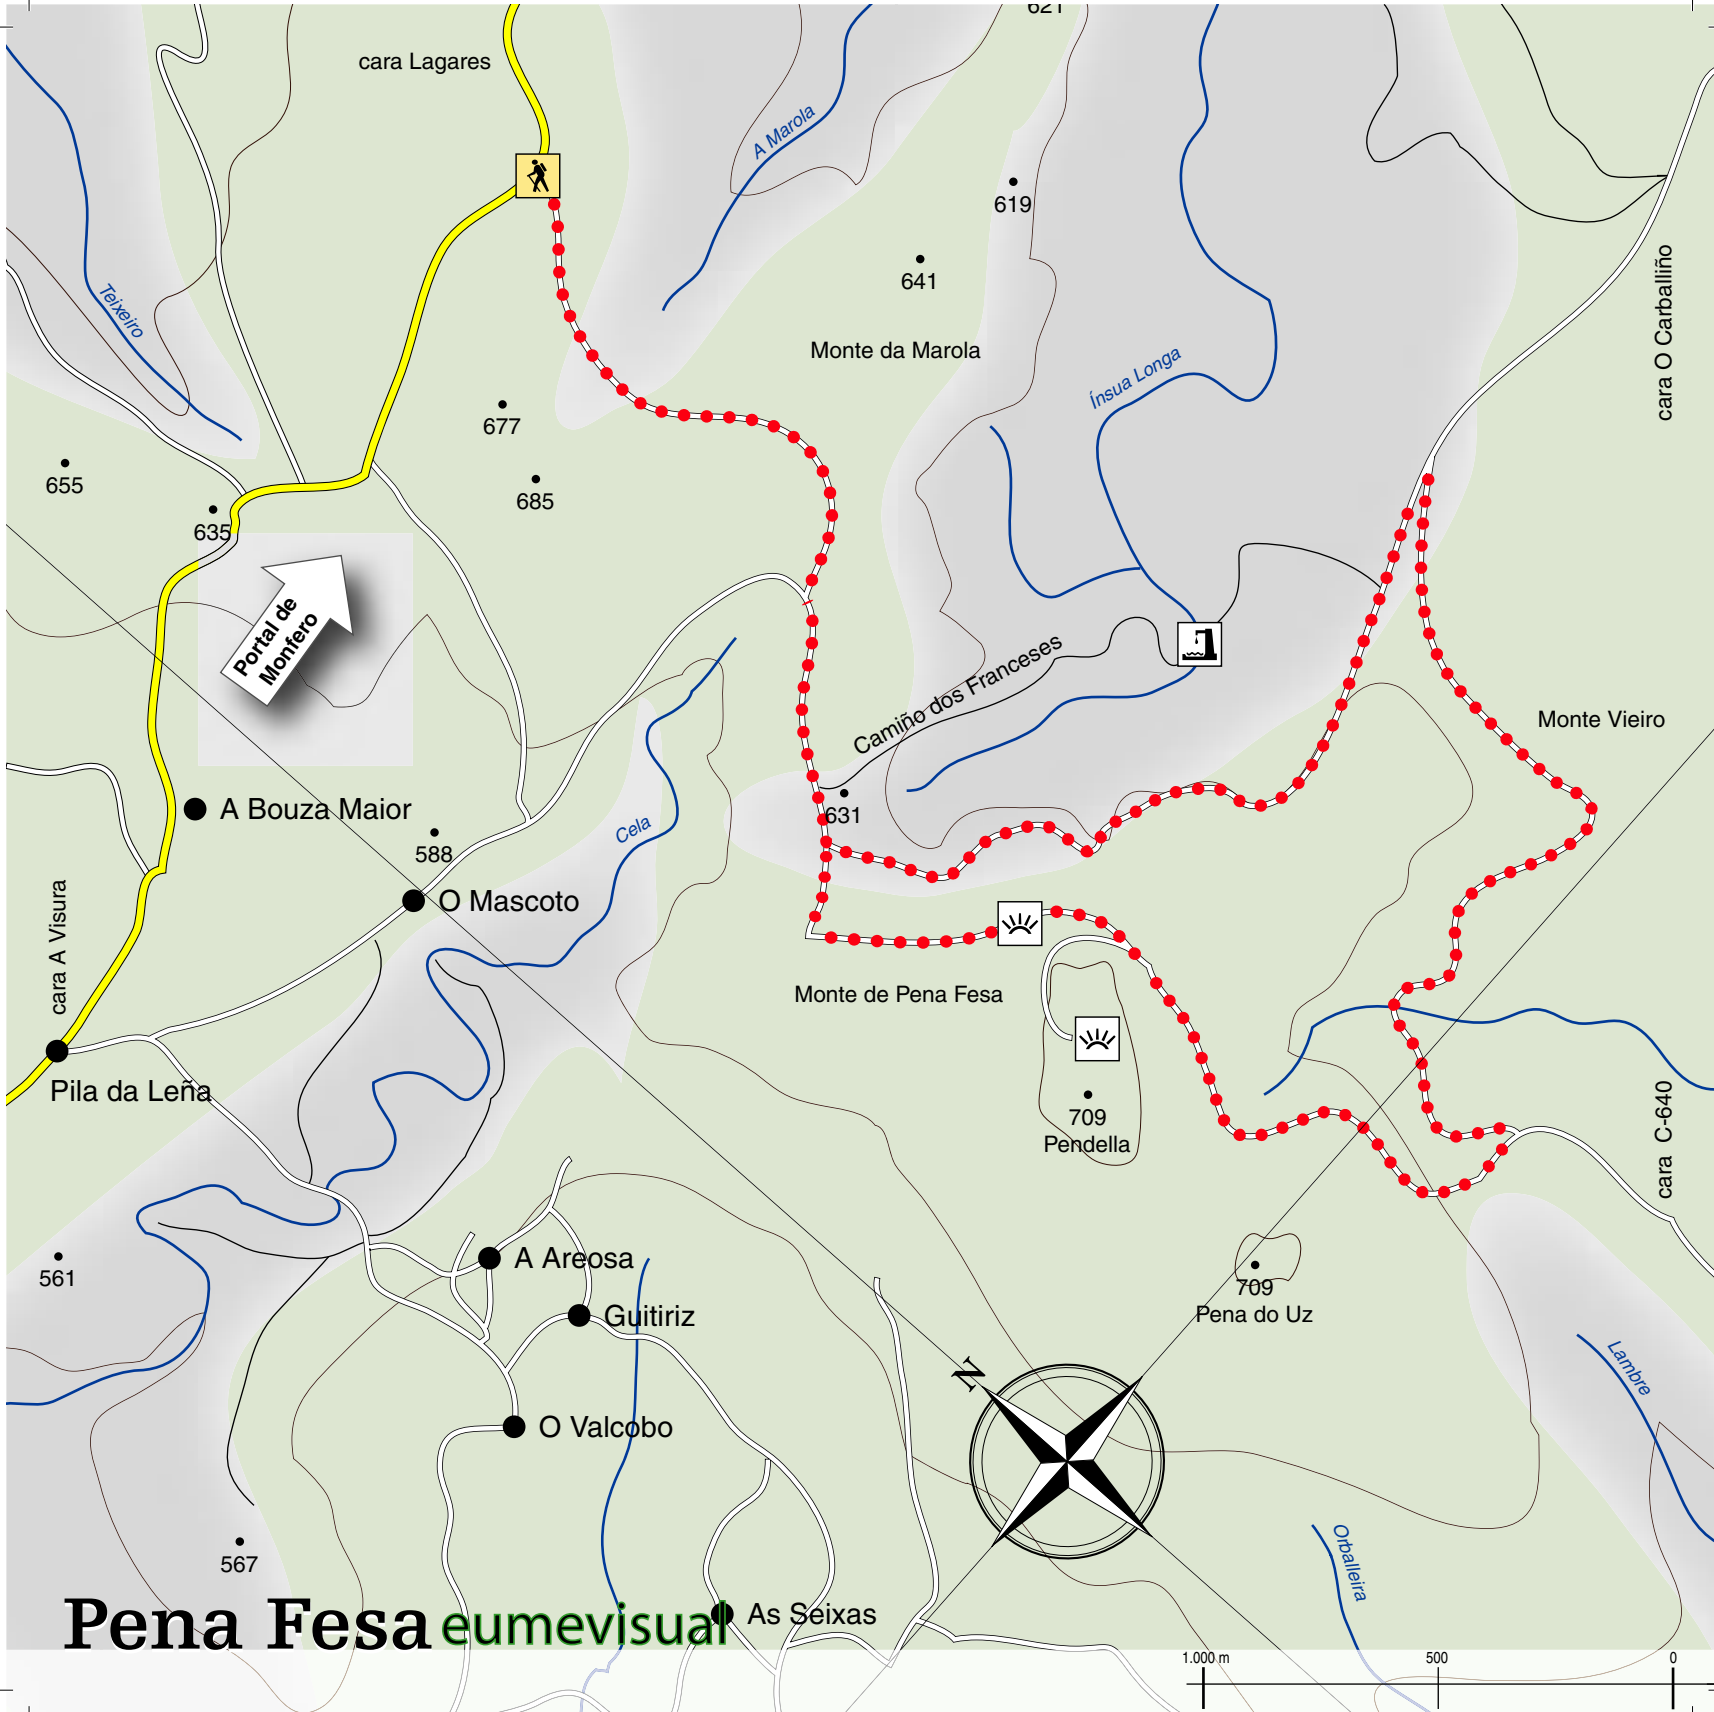 621
cara Lagares
A Marola
619
641
cara O Carballiño
Teixeiro
Monte da Marola
Ínsua Longa
677
655
685
635
Portal de
Monfero
Camiño dos Franceses
Monte Vieiro
631
A Bouza Maior
Cela
588
O Mascoto
cara A Visura
Monte de Pena Fesa
Pila da Leña
709
Pendella
cara C-640
561
A Areosa
709
Pena do Uz
Guitiriz
Lambre
N
O Valcobo
567
Orballeira
Pena Fesa
eumevisual
As Seixas
1.000 m
500
0